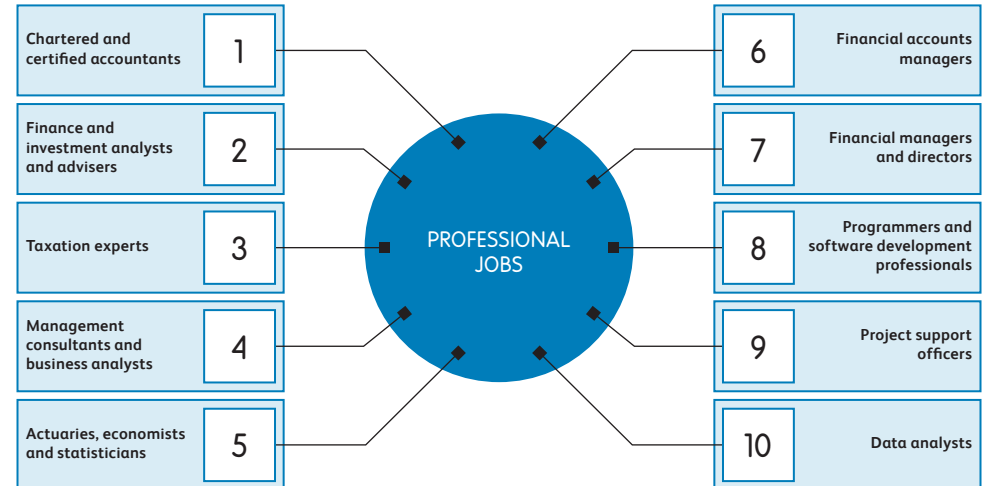 Chartered and
certified accountants
1
Finance and
investment analysts
and advisers
2
Taxation experts
3
Management
consultants and
business analysts
4
Actuaries, economists
and statisticians
5
PROFESSIONAL
JOBS
6
Financial accounts
managers
7
Financial managers
and directors
8
Programmers and
software development
professionals
9
Project support
officers
10
Data analysts